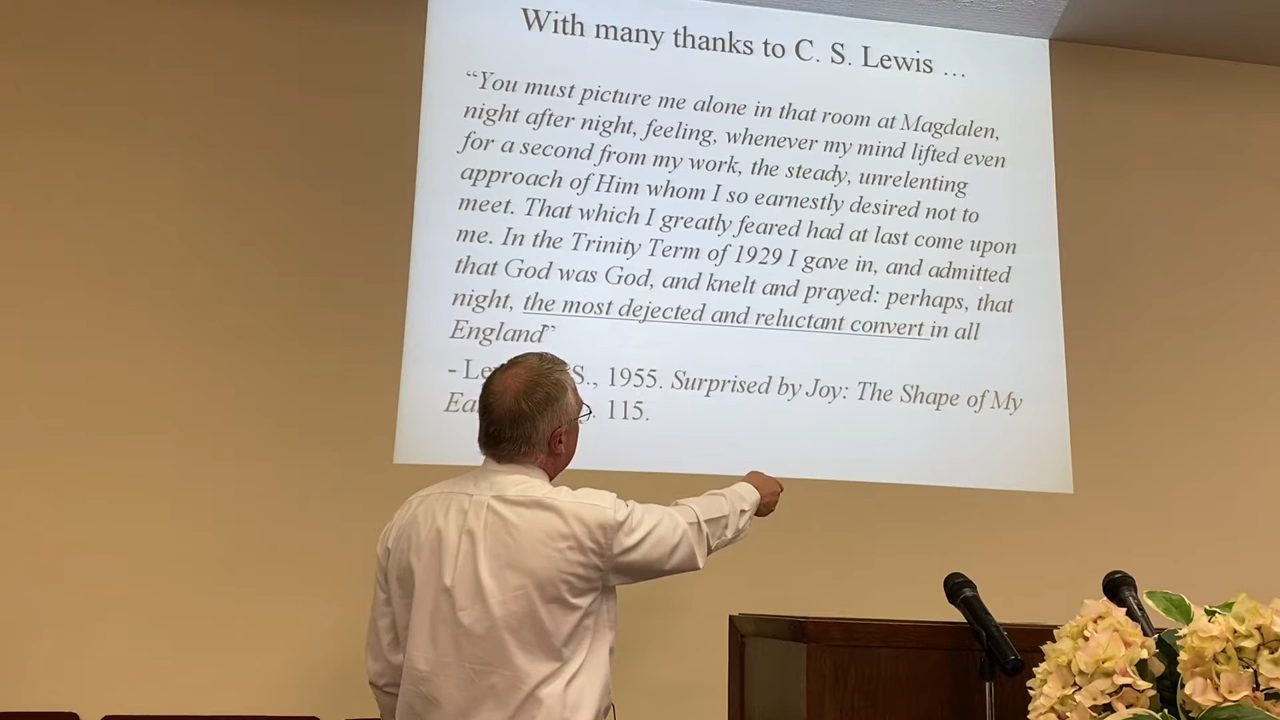 With many thanks to C. S. Lewis …
“You must picture me alone in that room at Magdalen,
night after night, feeling, whenever my mind lifted even
for a second from my work, the steady, unrelenting
approach of Him whom I so earnestly desired not to
meet. That which I greatly feared had at last come upon
me. In the Trinity Term of 1929 I gave in, and admitted
that God was God, and knelt and prayed: perhaps, that
night, the most dejected and reluctant convert in all
England”
- S., 1955. Surprised by Joy: The Shape of My
115.